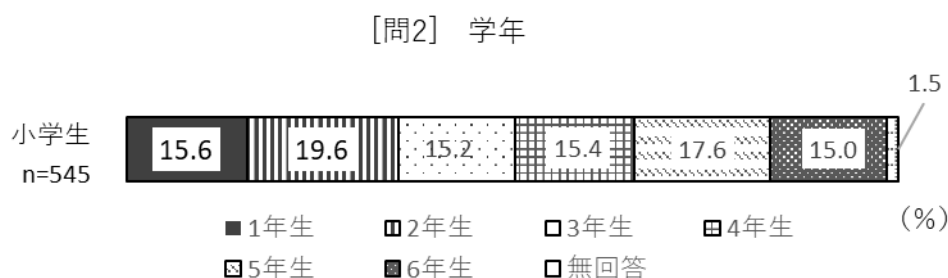 [問2] 学年
1.5
小学生
n=545
15.6 19.6 15.2 15.4 17.6 15.0
(%)
1年生 2年生 3年生 4年生
5年生 6年生 無回答